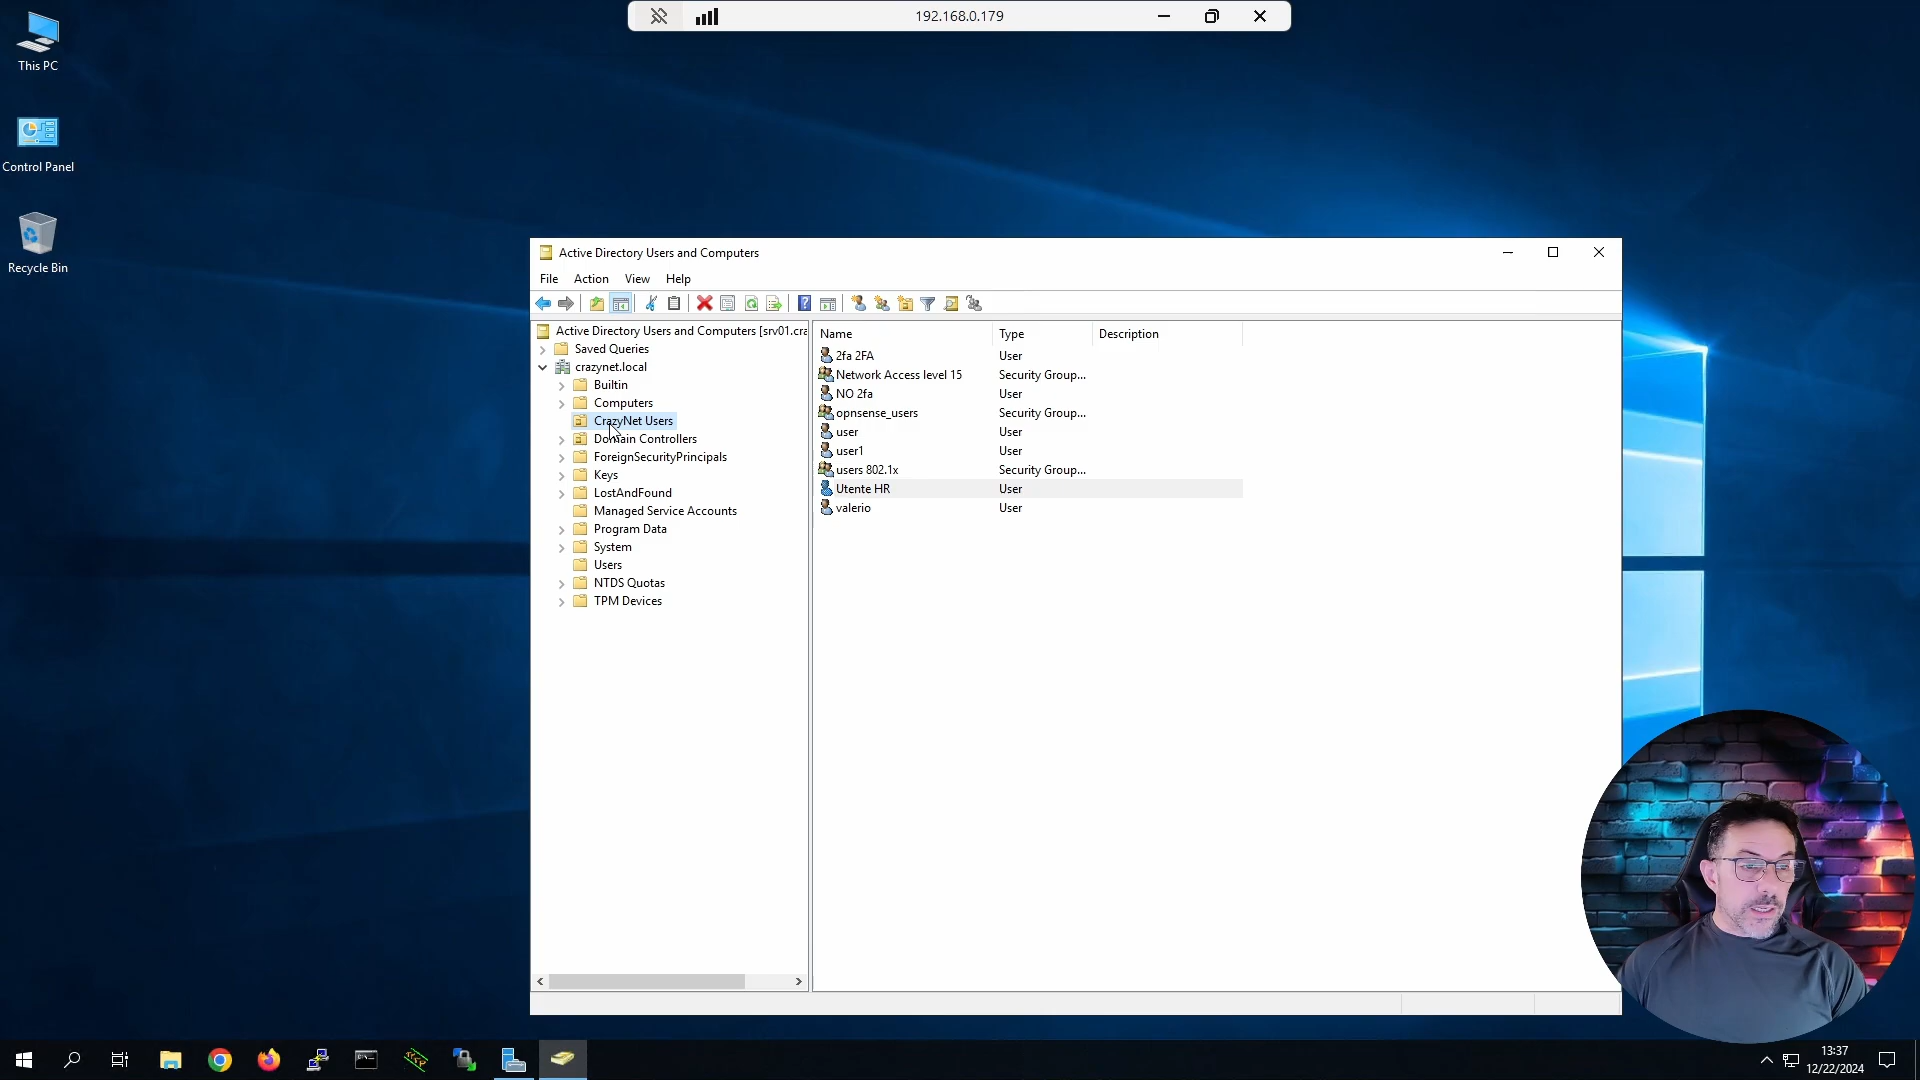 192.168.0.179
This PC
Control Panel
Recycle Bin
Active Directory Users and Computers
File Action View Help
Active Directory Users and Computers [srv01.cra
Saved Queries
crazynet.local
Builtin
Computers
CrazyNet Users
Domain Controllers
ForeignSecurityPrincipals
Keys
LostAndFound
Managed Service Accounts
Program Data
System
Users
NTDS Quotas
TPM Devices
Name Type Description
2fa 2FA User
Network Access level 15 Security Group...
NO 2fa User
opnsense_users Security Group...
user User
user1 User
users 802.1x Security Group...
Utente HR User
valerio User
13:37
12/22/2024